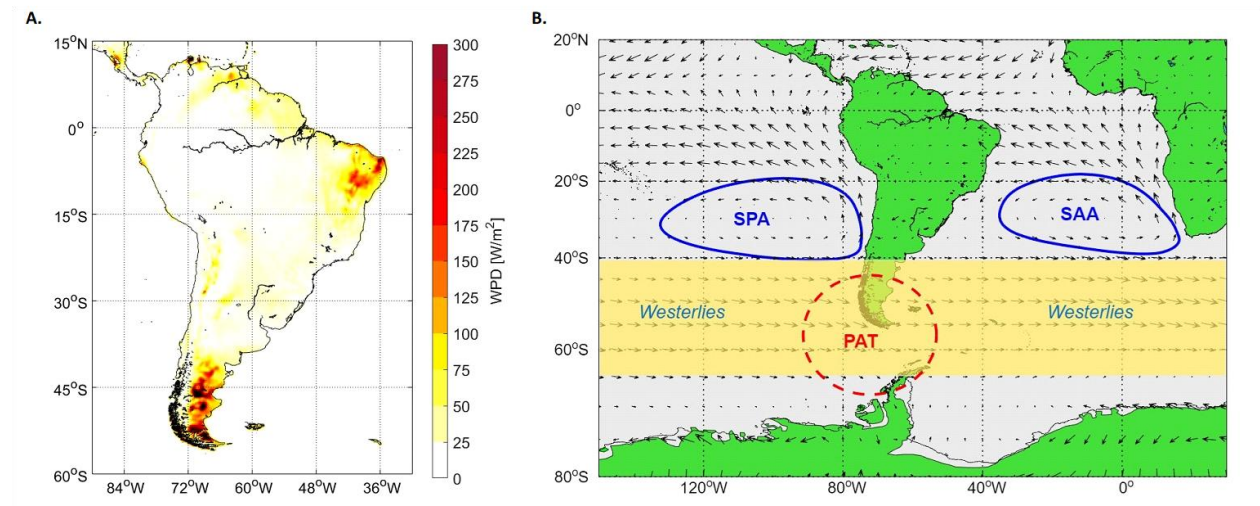 A.
15°N
0°
15°S
30°S
45°S
60°S
84°W
72°W
60°W
48°W
36°W
300
275
250
225
200
175
150
125
100
75
50
25
0
WPD [W/m²]
B.
20°N
0°
20°S
40°S
60°S
80°S
120°W
80°W
40°W
0°
SPA
SAA
Westerlies
Westerlies
PAT